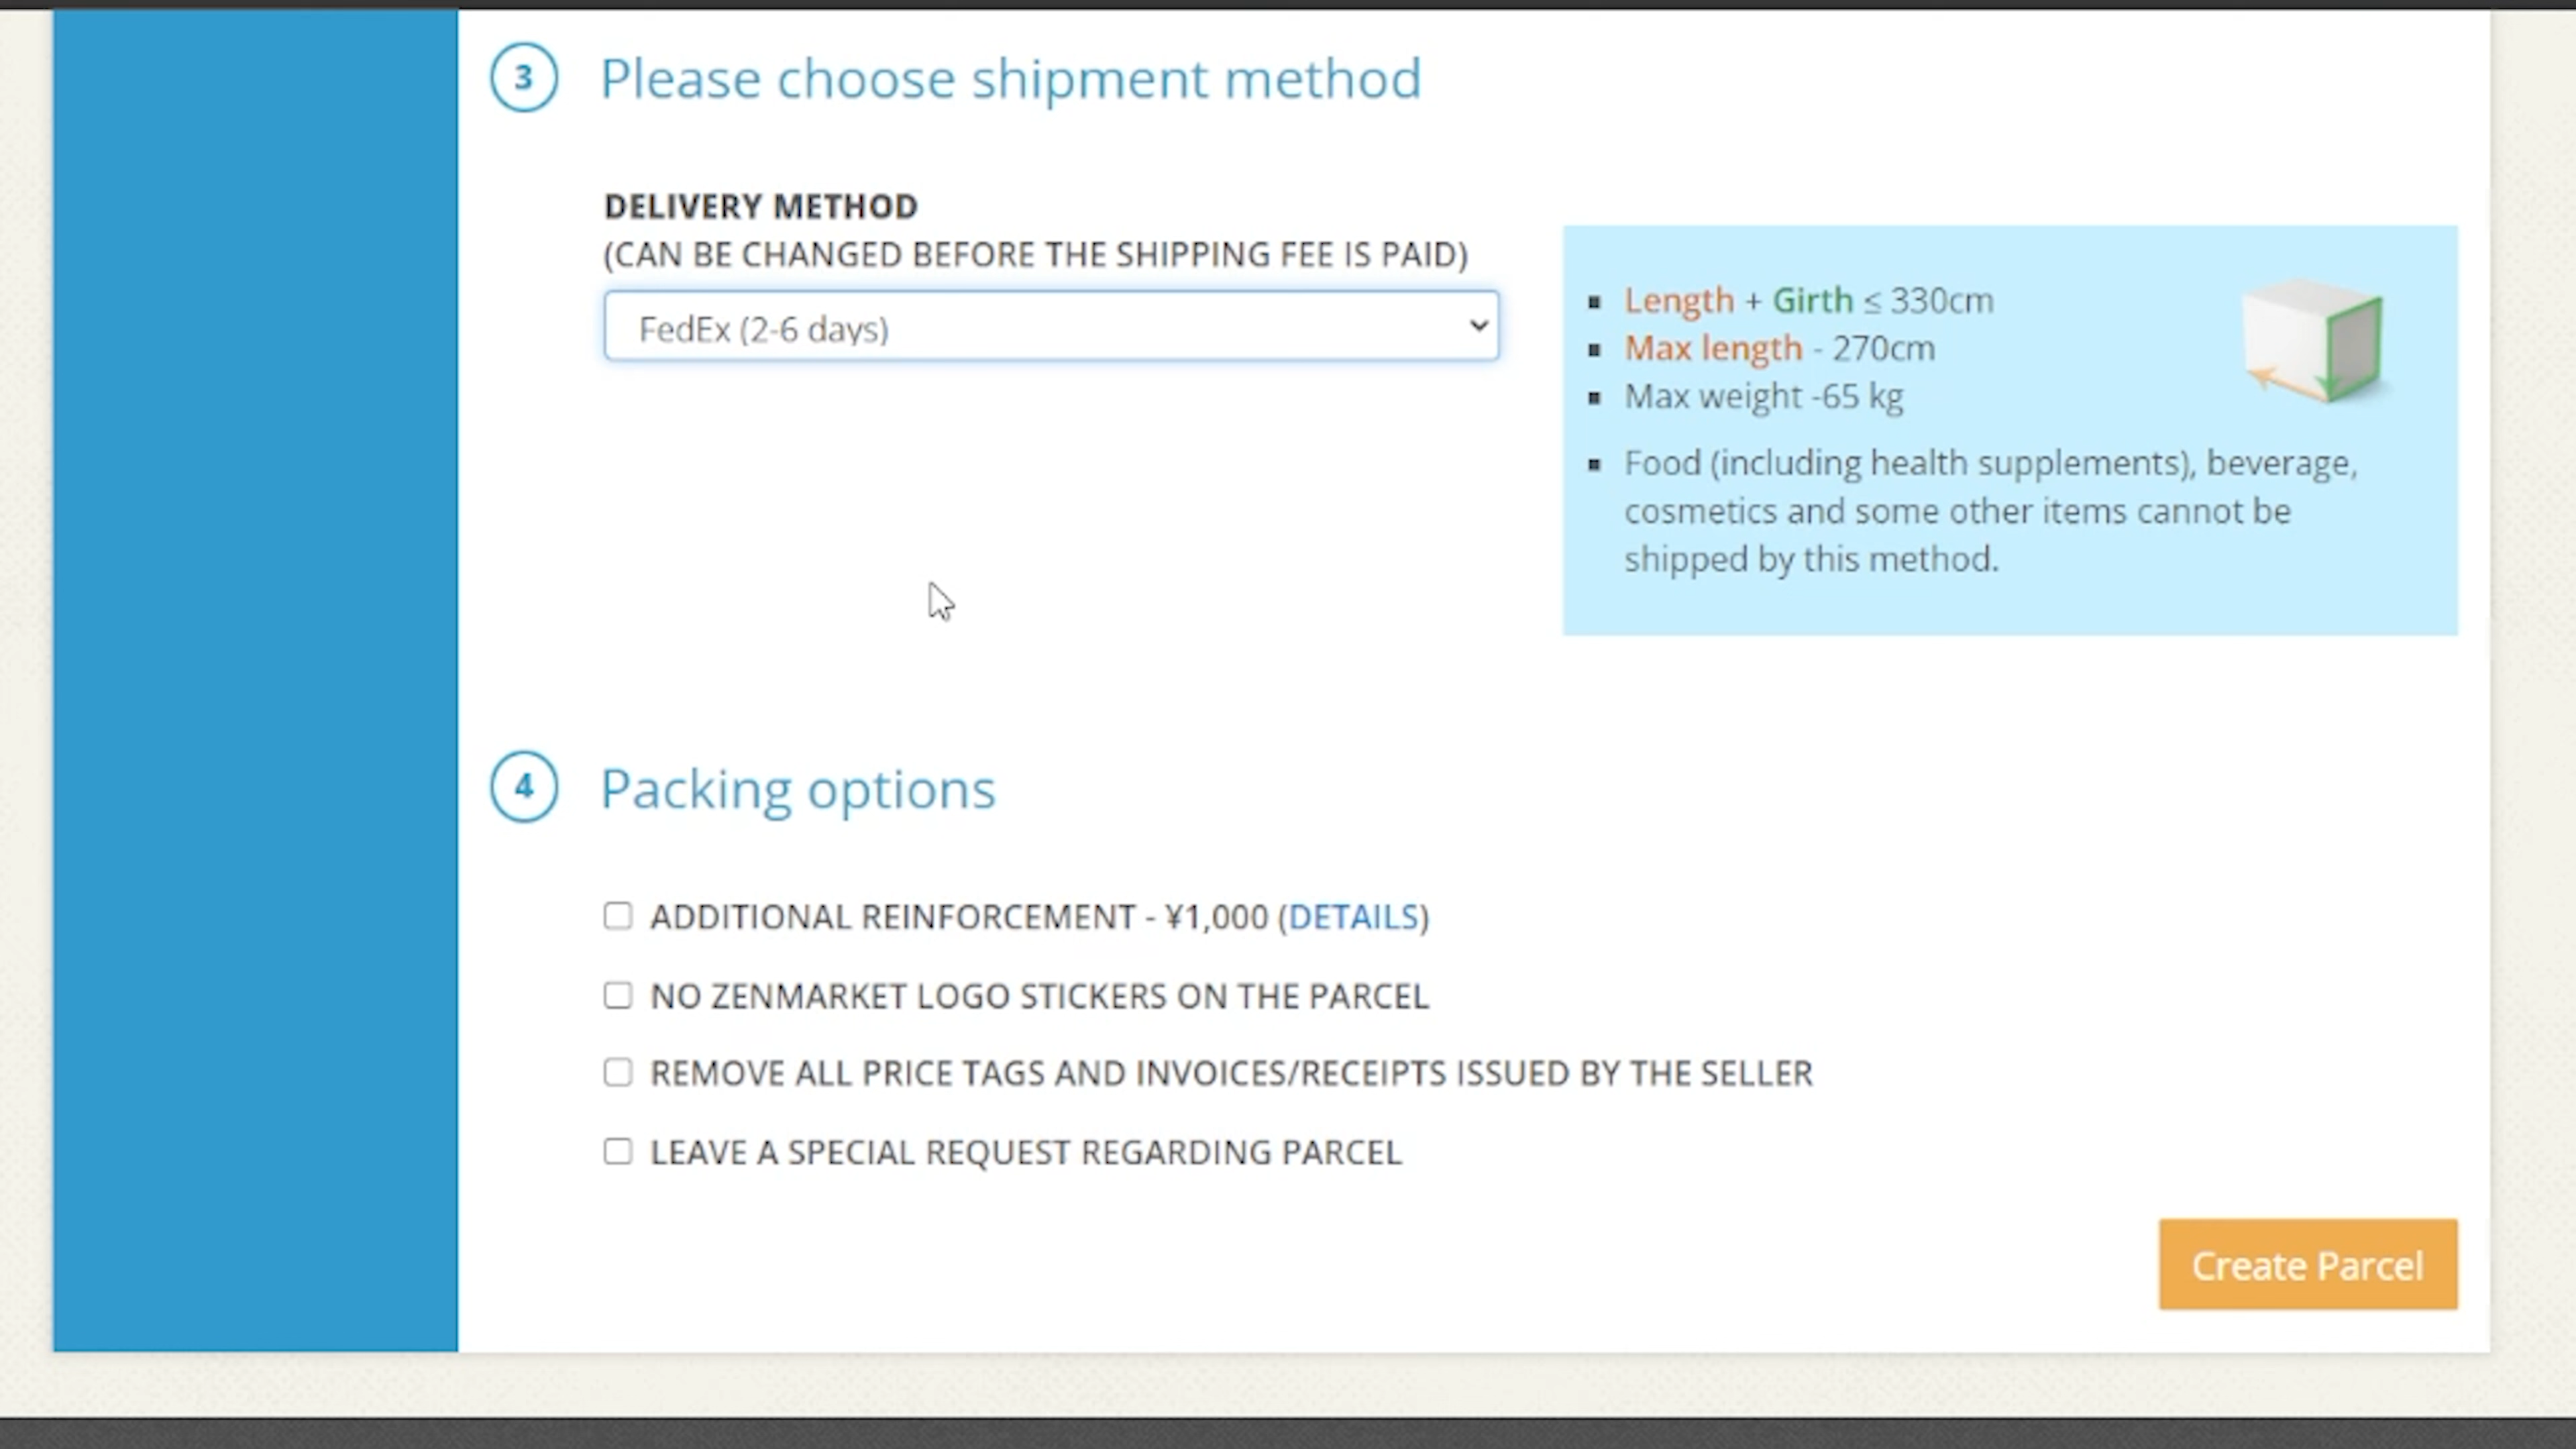 3 Please choose shipment method
DELIVERY METHOD
(CAN BE CHANGED BEFORE THE SHIPPING FEE IS PAID)
FedEx (2-6 days)
Length + Girth ≤ 330cm
Max length - 270cm
Max weight -65 kg
Food (including health supplements), beverage,
cosmetics and some other items cannot be
shipped by this method.
4 Packing options
ADDITIONAL REINFORCEMENT - ¥1,000 (DETAILS)
NO ZENMARKET LOGO STICKERS ON THE PARCEL
REMOVE ALL PRICE TAGS AND INVOICES/RECEIPTS ISSUED BY THE SELLER
LEAVE A SPECIAL REQUEST REGARDING PARCEL
Create Parcel